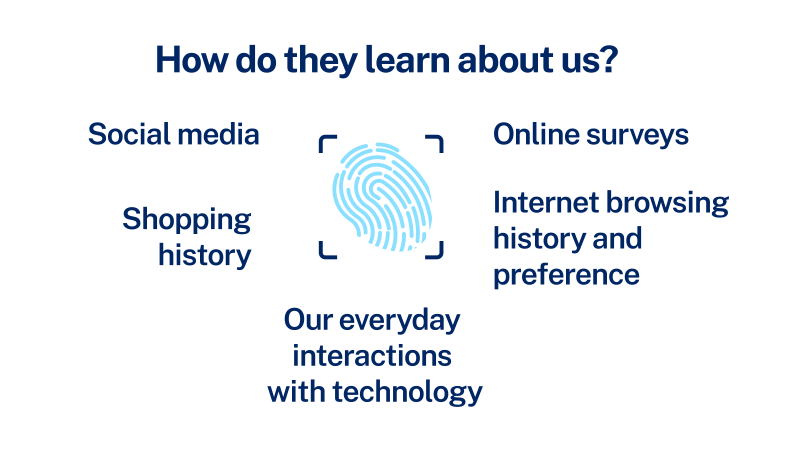 How do they learn about us?
Social media
Online surveys
Shopping
history
Internet browsing
history and
preference
Our everyday
interactions
with technology